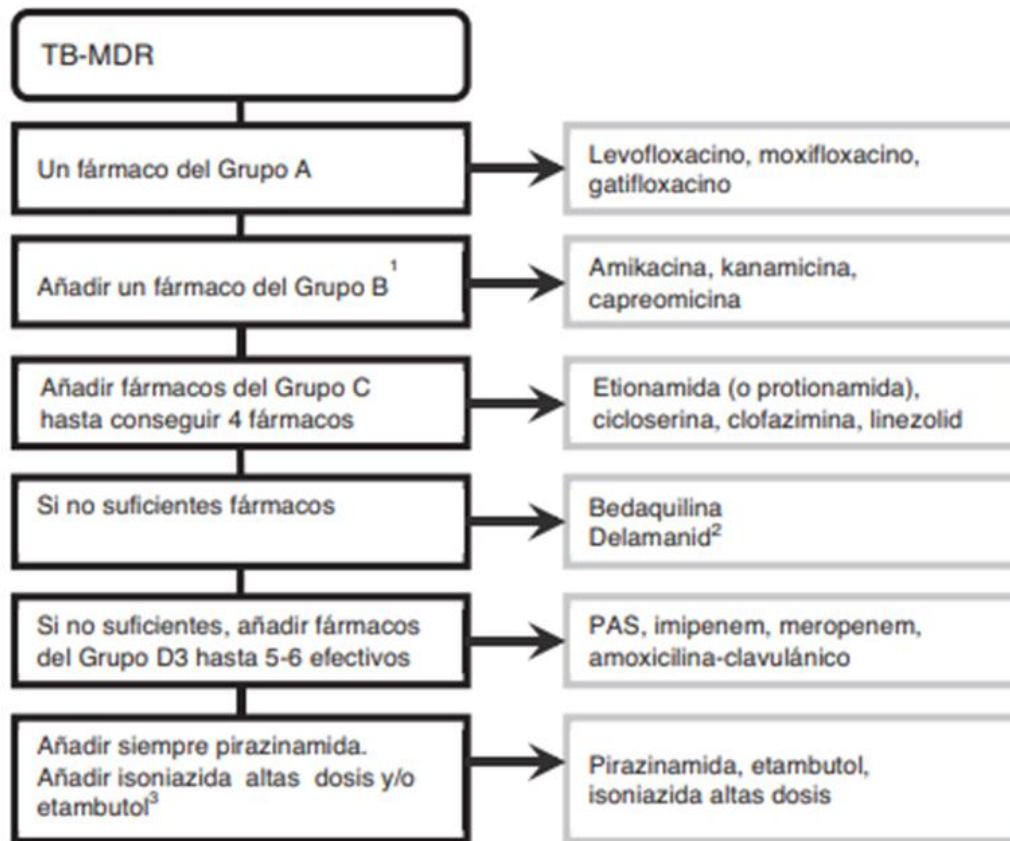 TB-MDR
Un fármaco del Grupo A
Levofloxacino, moxifloxacino,
gatifloxacino
Añadir un fármaco del Grupo B¹
Amikacina, kanamicina,
capreomicina
Añadir fármacos del Grupo C
hasta conseguir 4 fármacos
Etionamida (o protionamida),
cicloserina, clofazimina, linezolid
Si no suficientes fármacos
Bedaquilina
Delamanid²
Si no suficientes, añadir fármacos
del Grupo D3 hasta 5-6 efectivos
PAS, imipenem, meropenem,
amoxicilina-clavulánico
Añadir siempre pirazinamida.
Añadir isoniazida altas dosis y/o
etambutol³
Pirazinamida, etambutol,
isoniazida altas dosis